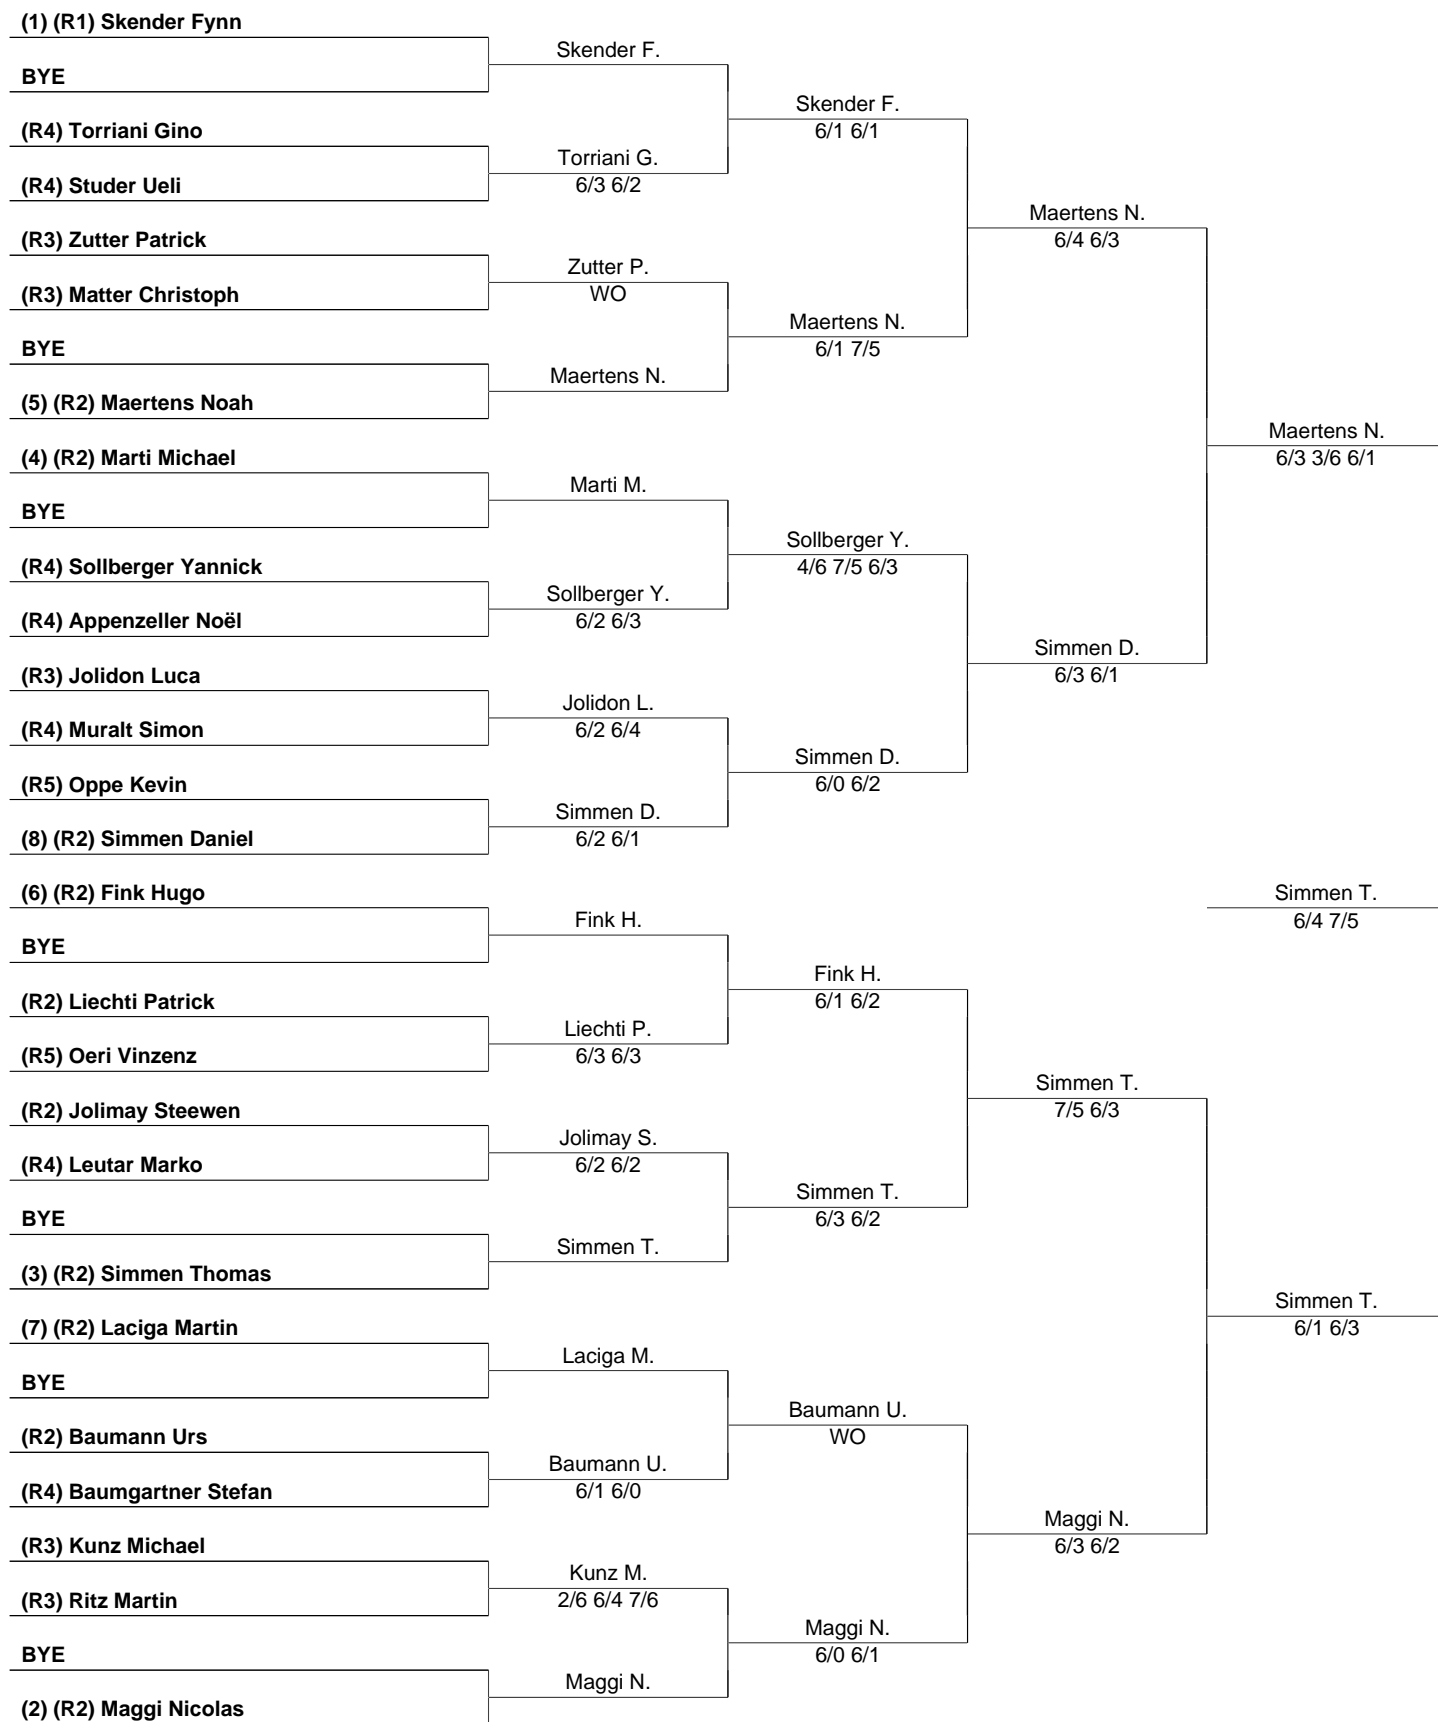 (1) (R1) Skender Fynn
BYE
(R4) Torriani Gino
(R4) Studer Ueli
(R3) Zutter Patrick
(R3) Matter Christoph
BYE
(5) (R2) Maertens Noah
(4) (R2) Marti Michael
BYE
(R4) Sollberger Yannick
(R4) Appenzeller Noël
(R3) Jolidon Luca
(R4) Muralt Simon
(R5) Oppe Kevin
(8) (R2) Simmen Daniel
(6) (R2) Fink Hugo
BYE
(R2) Liechti Patrick
(R5) Oeri Vinzenz
(R2) Jolimay Steewen
(R4) Leutar Marko
BYE
(3) (R2) Simmen Thomas
(7) (R2) Laciga Martin
BYE
(R2) Baumann Urs
(R4) Baumgartner Stefan
(R3) Kunz Michael
(R3) Ritz Martin
BYE
(2) (R2) Maggi Nicolas
Skender F.
Torriani G.
6/3 6/2
Zutter P.
WO
Maertens N.
Marti M.
Sollberger Y.
6/2 6/3
Jolidon L.
6/2 6/4
Simmen D.
6/2 6/1
Fink H.
Liechti P.
6/3 6/3
Jolimay S.
6/2 6/2
Simmen T.
Laciga M.
Baumann U.
6/1 6/0
Kunz M.
2/6 6/4 7/6
Maggi N.
Skender F.
6/1 6/1
Maertens N.
6/1 7/5
Sollberger Y.
4/6 7/5 6/3
Simmen D.
6/0 6/2
Fink H.
6/1 6/2
Simmen T.
6/3 6/2
Baumann U.
WO
Maggi N.
6/0 6/1
Maertens N.
6/4 6/3
Simmen D.
6/3 6/1
Simmen T.
7/5 6/3
Maggi N.
6/3 6/2
Maertens N.
6/3 3/6 6/1
Simmen T.
6/4 7/5
Simmen T.
6/1 6/3